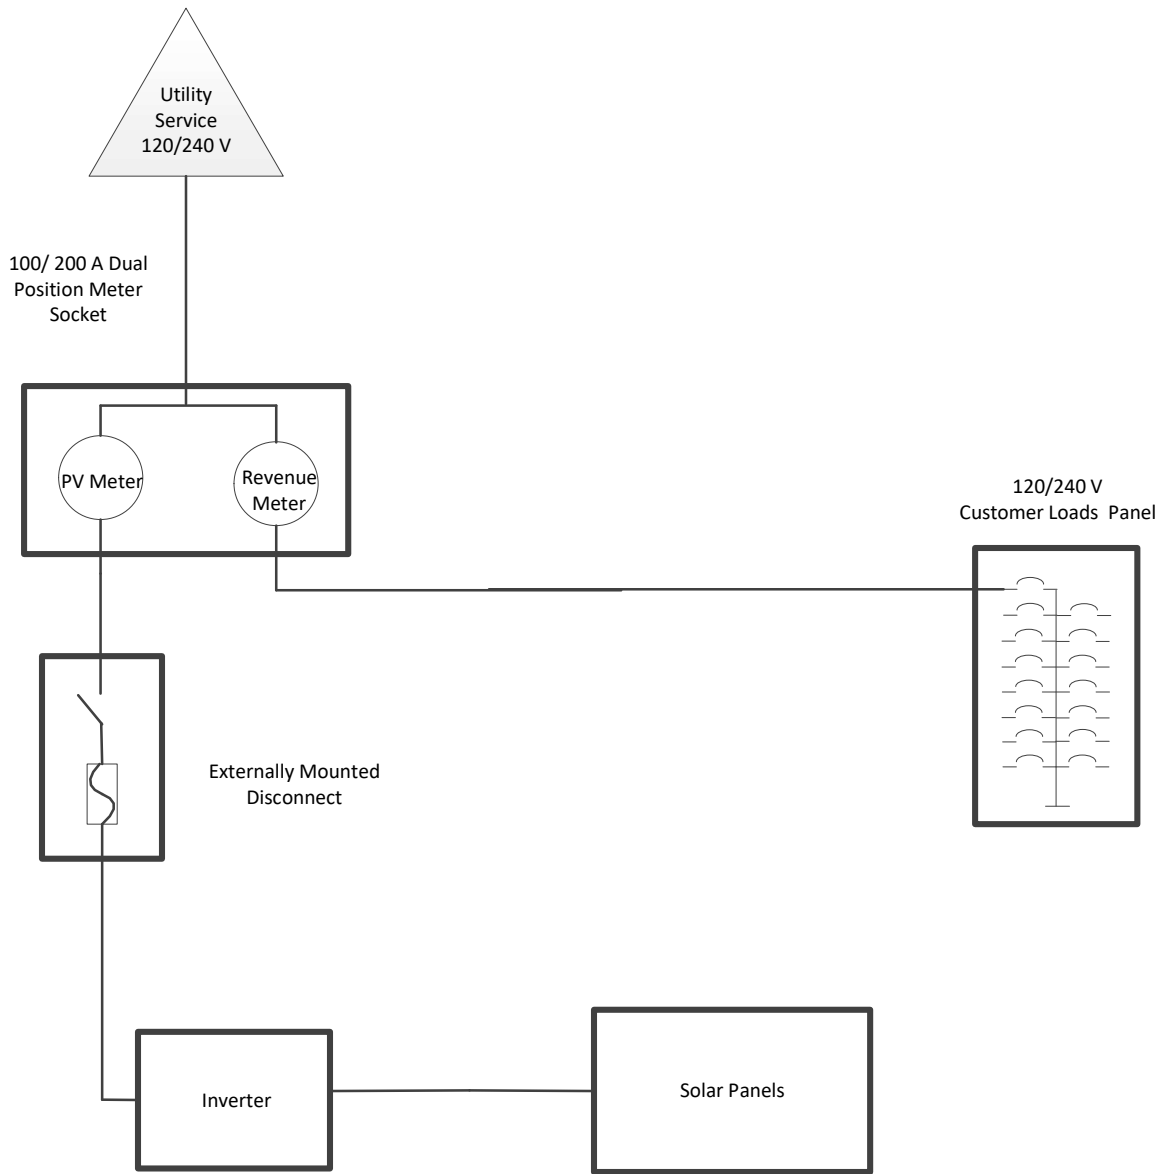 Utility
Service
120/240 V
100/ 200 A Dual
Position Meter
Socket
PV Meter
Revenue
Meter
120/240 V
Customer Loads  Panel
Externally Mounted
Disconnect
Inverter
Solar Panels